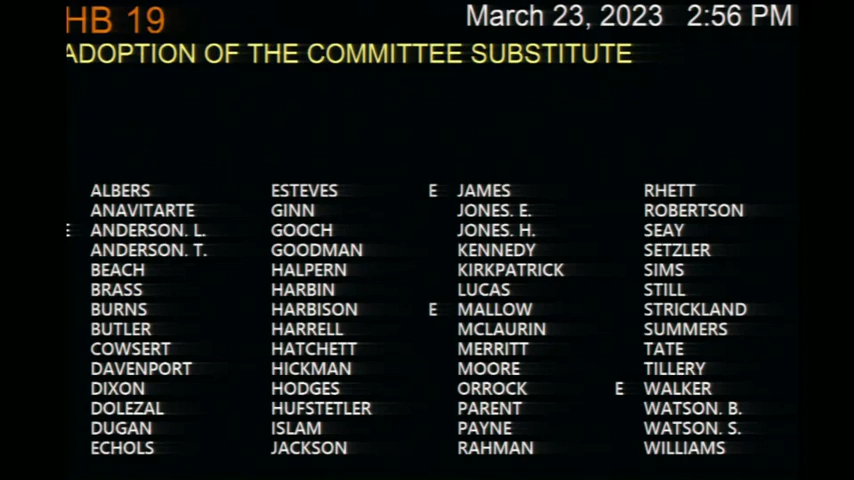 HB 19 March 23, 2023 2:56 PM
ADOPTION OF THE COMMITTEE SUBSTITUTE
ALBERS ESTEVES E JAMES RHETT
ANAVITARTE GINN JONES. E. ROBERTSON
E ANDERSON. L. GOOCH JONES. H. SEAY
ANDERSON. T. GOODMAN KENNEDY SETZLER
BEACH HALPERN KIRKPATRICK SIMS
BRASS HARBIN LUCAS STILL
BURNS HARBISON E MALLOW STRICKLAND
BUTLER HARRELL MCLAURIN SUMMERS
COWSERT HATCHETT MERRITT TATE
DAVENPORT HICKMAN MOORE TILLERY
DIXON HODGES ORROCK E WALKER
DOLEZAL HUFSTETLER PARENT WATSON. B.
DUGAN ISLAM PAYNE WATSON. S.
ECHOLS JACKSON RAHMAN WILLIAMS